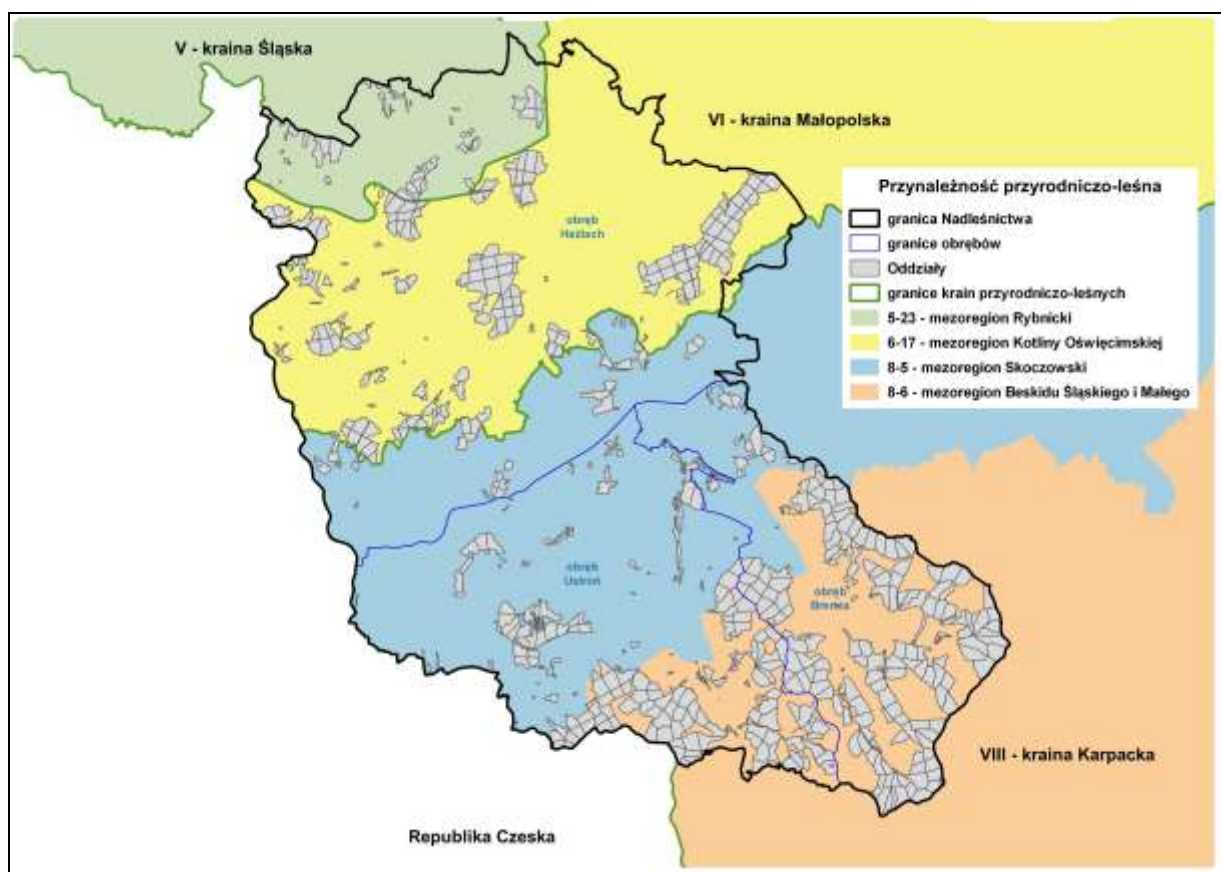 V - kraina Śląska
VI - kraina Małopolska
Przynależność przyrodniczo-leśna
granica Nadleśnictwa
granice obrębów
Oddziały
granice krain przyrodniczo-leśnych
5-23 - mezoregion Rybnicki
6-17 - mezoregion Kotliny Oświęcimskiej
8-5 - mezoregion Skoczowski
8-6 - mezoregion Beskidu Śląskiego i Małego
obręb
Hażlach
obręb
Ustroń
obręb
Brenna
VIII - kraina Karpacka
Republika Czeska